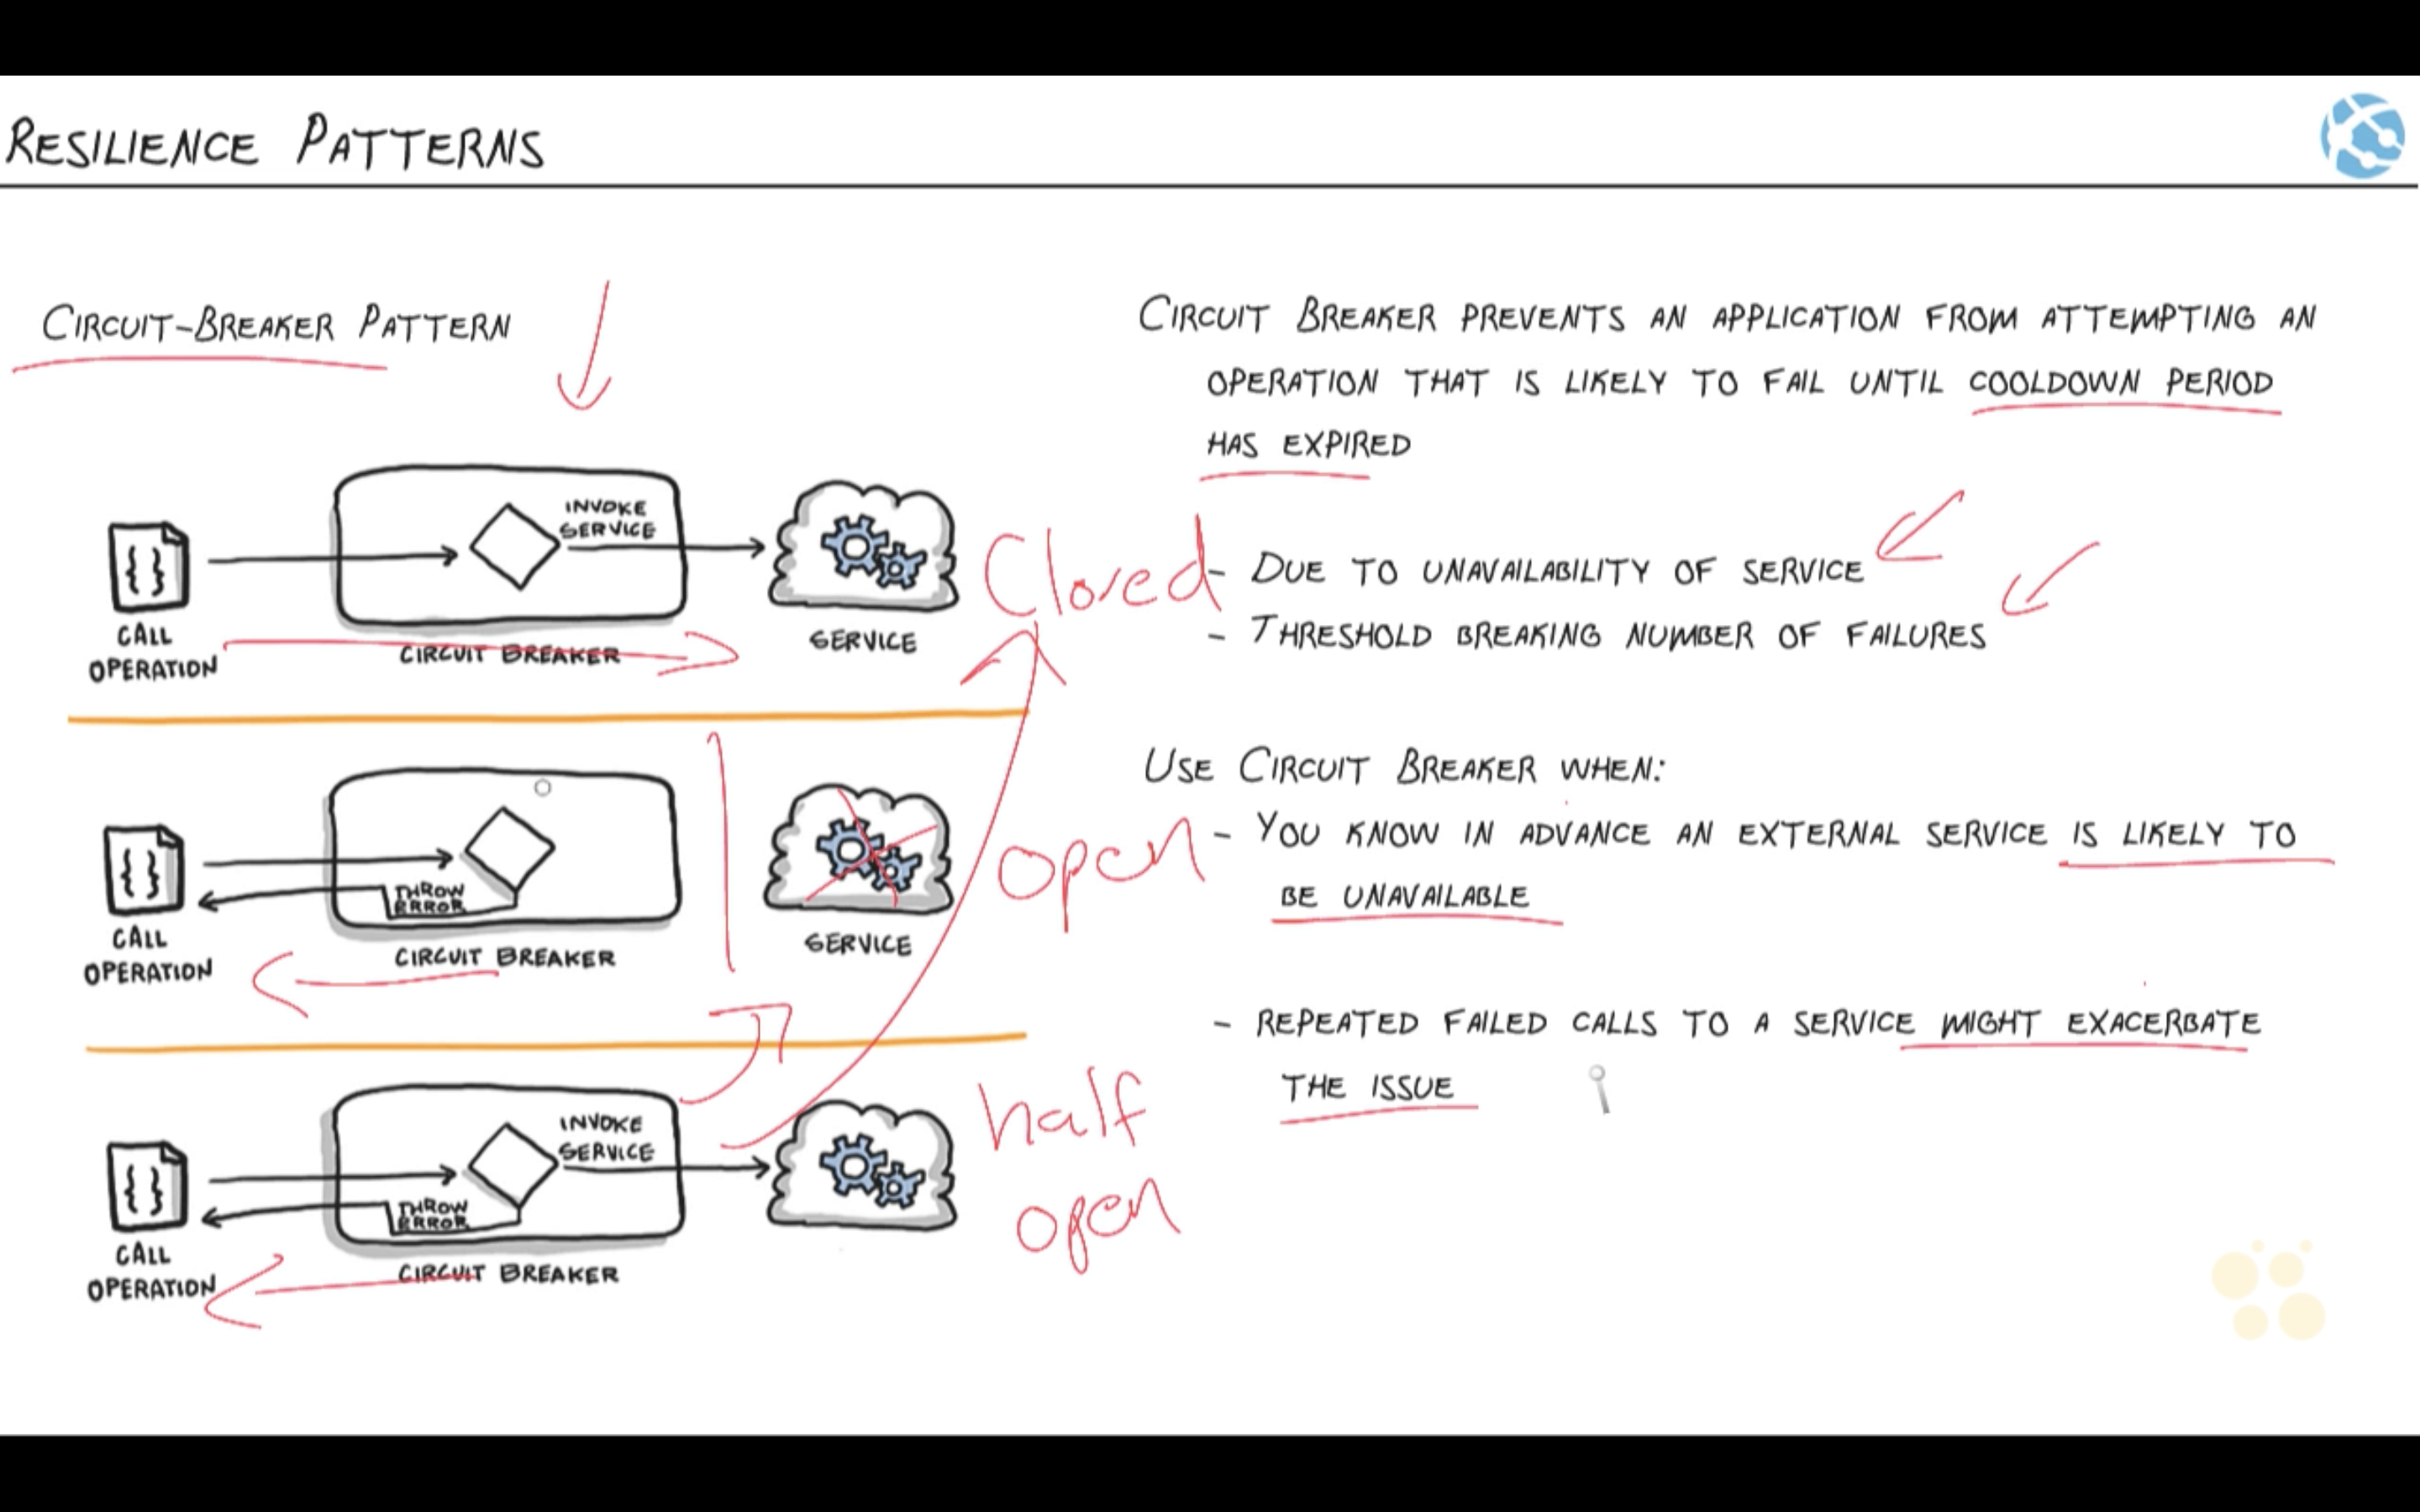 RESILIENCE PATTERNS
CIRCUIT-BREAKER PATTERN
INVOKE
SERVICE
CALL
OPERATION
CIRCUIT BREAKER
SERVICE
Closed
THROW
ERROR
CALL
OPERATION
CIRCUIT BREAKER
SERVICE
open
INVOKE
SERVICE
THROW
ERROR
CALL
OPERATION
CIRCUIT BREAKER
half
open
CIRCUIT BREAKER PREVENTS AN APPLICATION FROM ATTEMPTING AN
OPERATION THAT IS LIKELY TO FAIL UNTIL COOLDOWN PERIOD
HAS EXPIRED
- DUE TO UNAVAILABILITY OF SERVICE
- THRESHOLD BREAKING NUMBER OF FAILURES
USE CIRCUIT BREAKER WHEN:
- YOU KNOW IN ADVANCE AN EXTERNAL SERVICE IS LIKELY TO
BE UNAVAILABLE
- REPEATED FAILED CALLS TO A SERVICE MIGHT EXACERBATE
THE ISSUE